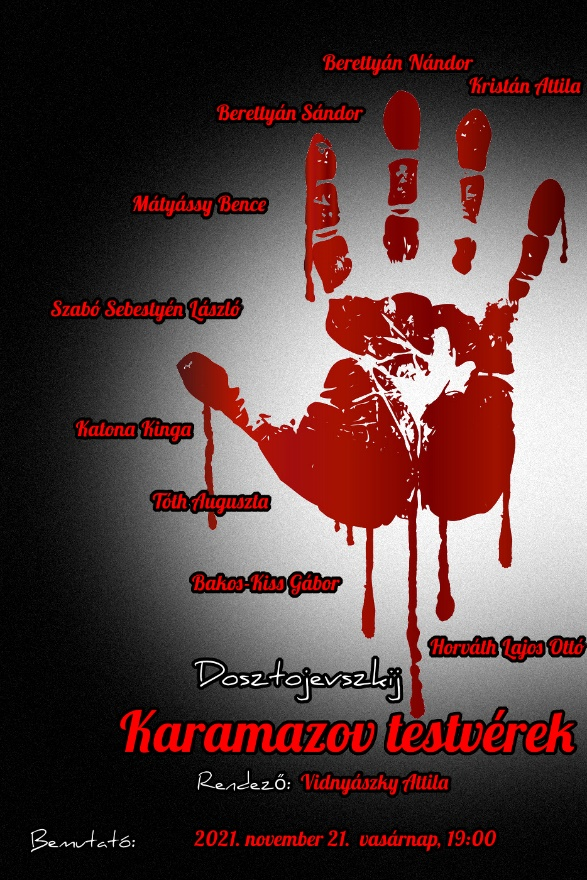 Berettyán Nándor
Kristán Attila
Berettyán Sándor
Mátyássy Bence
Szabó Sebestyén László
Katona Kinga
Tóth Auguszta
Bakos-Kiss Gábor
Horváth Lajos Ottó
Dosztojevszkij
Karamazov testvérek
Rendező: Vidnyászky Attila
Bemutató: 2021. november 21. vasárnap, 19:00